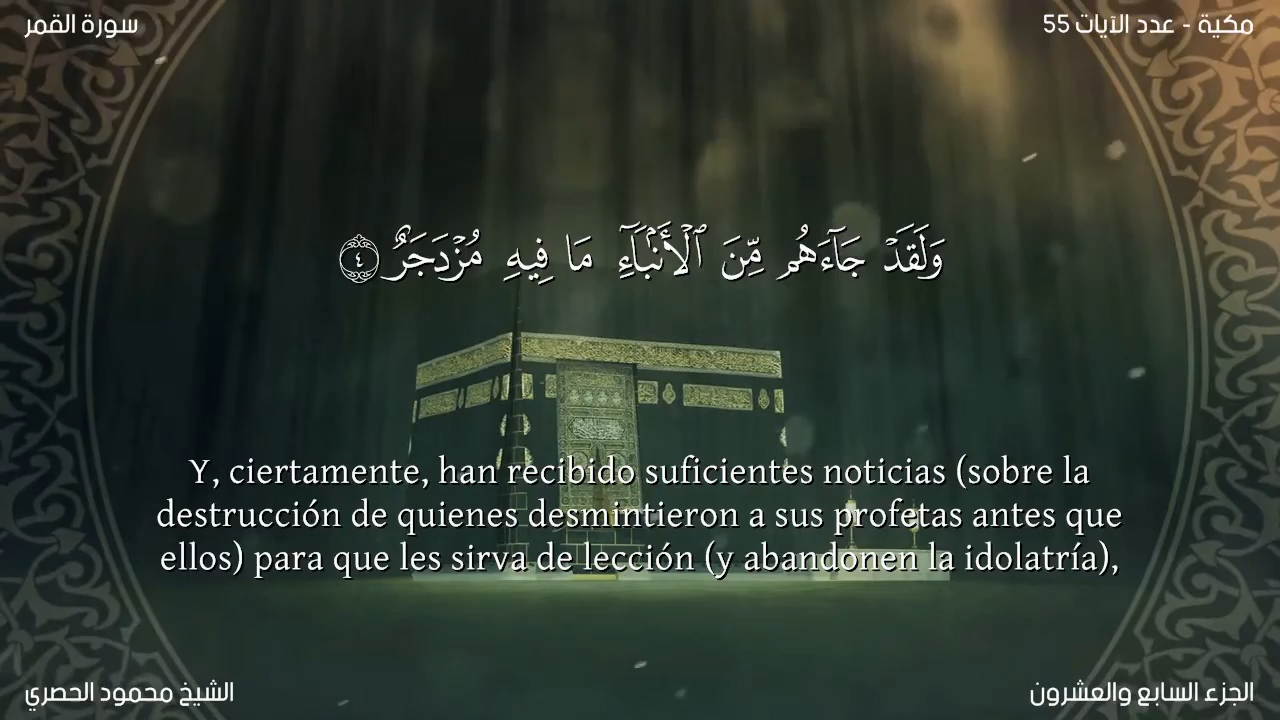 سورة القمر
مكية - عدد الآيات 55
وَلَقَدْ جَآءَهُم مِّنَ ٱلْأَنۢبَآءِ مَا فِيهِ مُزْدَجَرٌ ٤
Y, ciertamente, han recibido suficientes noticias (sobre la
destrucción de quienes desmintieron a sus profetas antes que
ellos) para que les sirva de lección (y abandonen la idolatría),
الشيخ محمود الحصري
الجزء السابع والعشرون